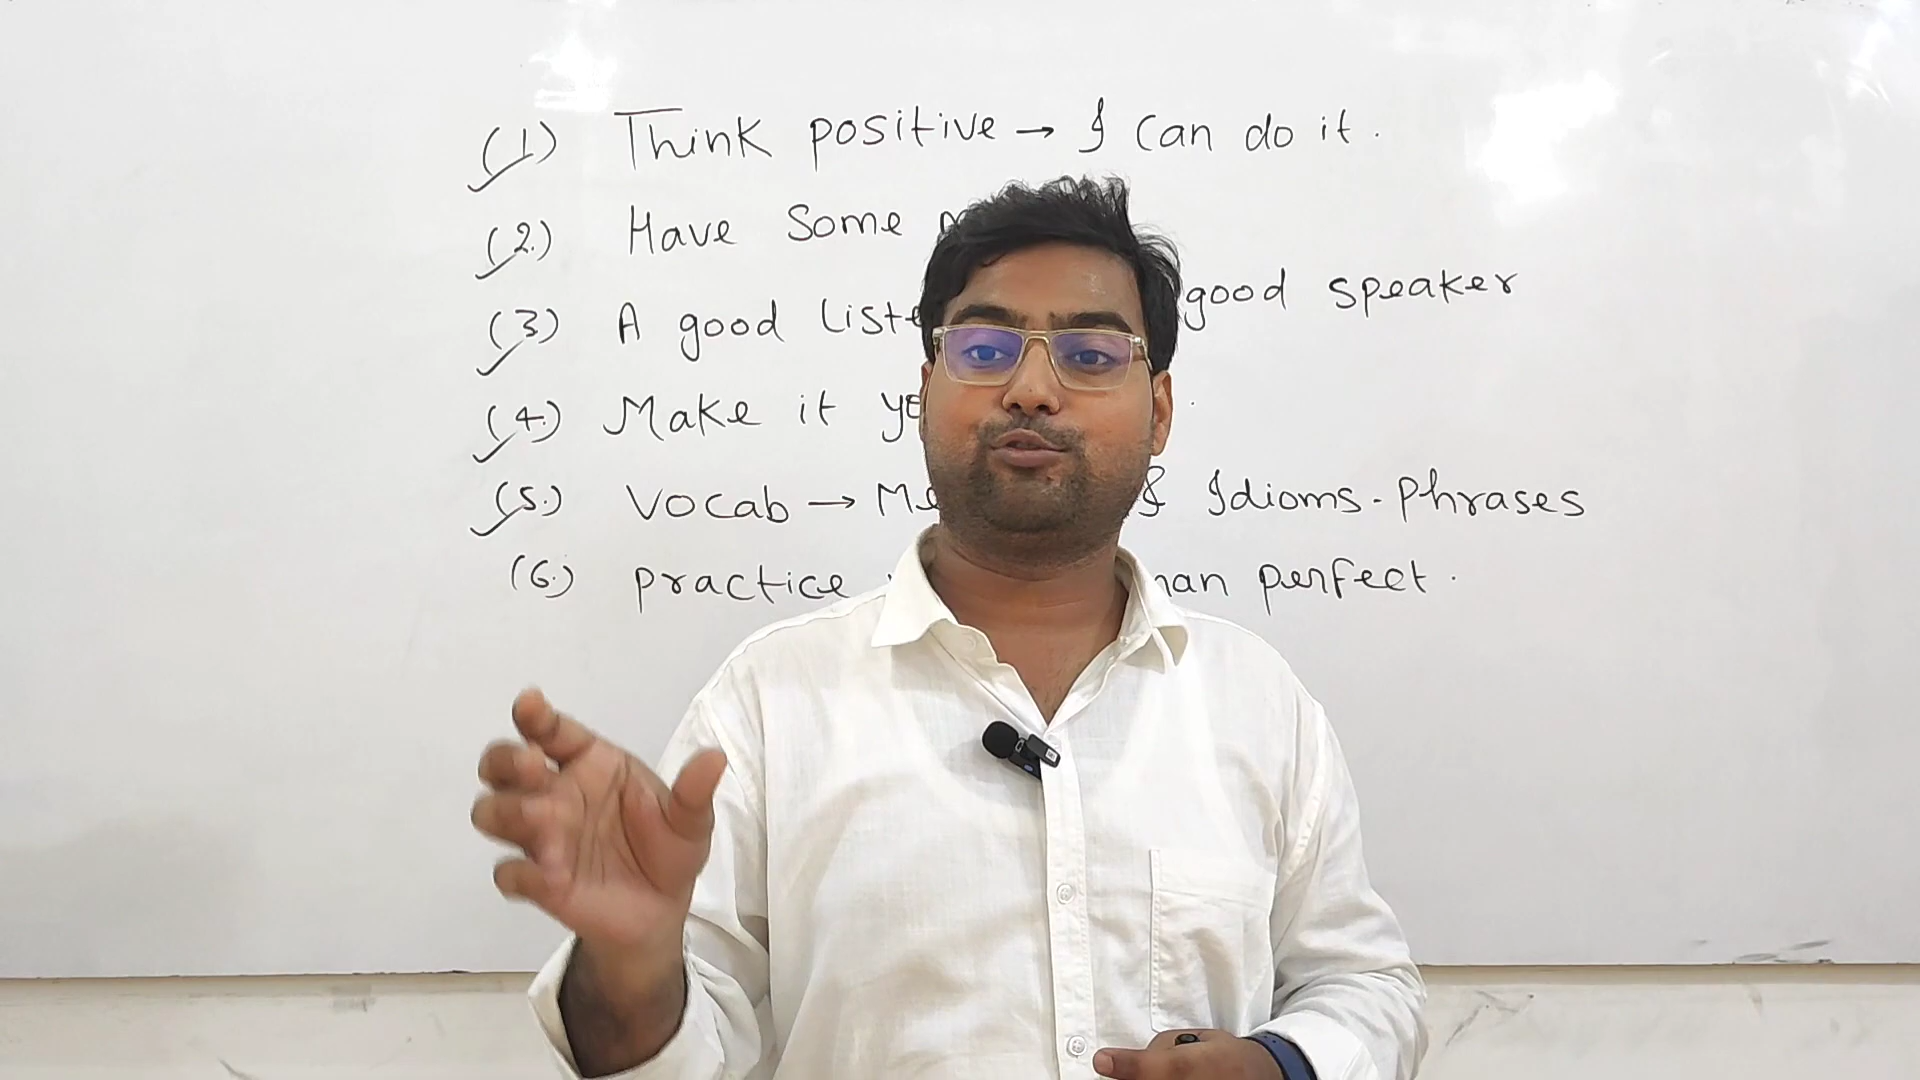 (1) Think positive → I can do it.
(2.) Have Some
(3) A good good speaker
(4.) Make it
(5.) Vocab → & Idioms-Phrases
(6.) practice perfect.